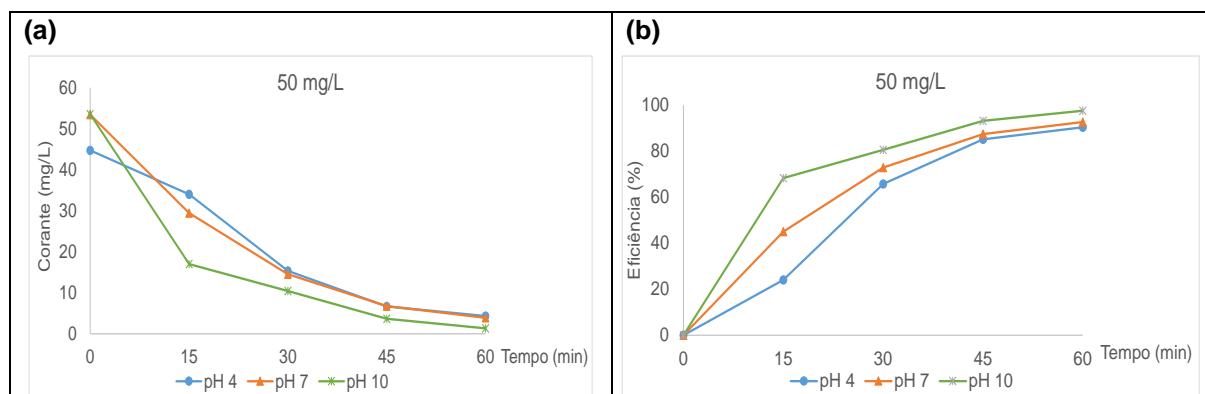 (a)
50 mg/L
Corante (mg/L)
60
50
40
30
20
10
0
0 15 30 45 60 Tempo (min)
pH 4 pH 7 pH 10
(b)
50 mg/L
Eficiência (%)
100
80
60
40
20
0
0 15 30 45 60 Tempo (min)
pH 4 pH 7 pH 10